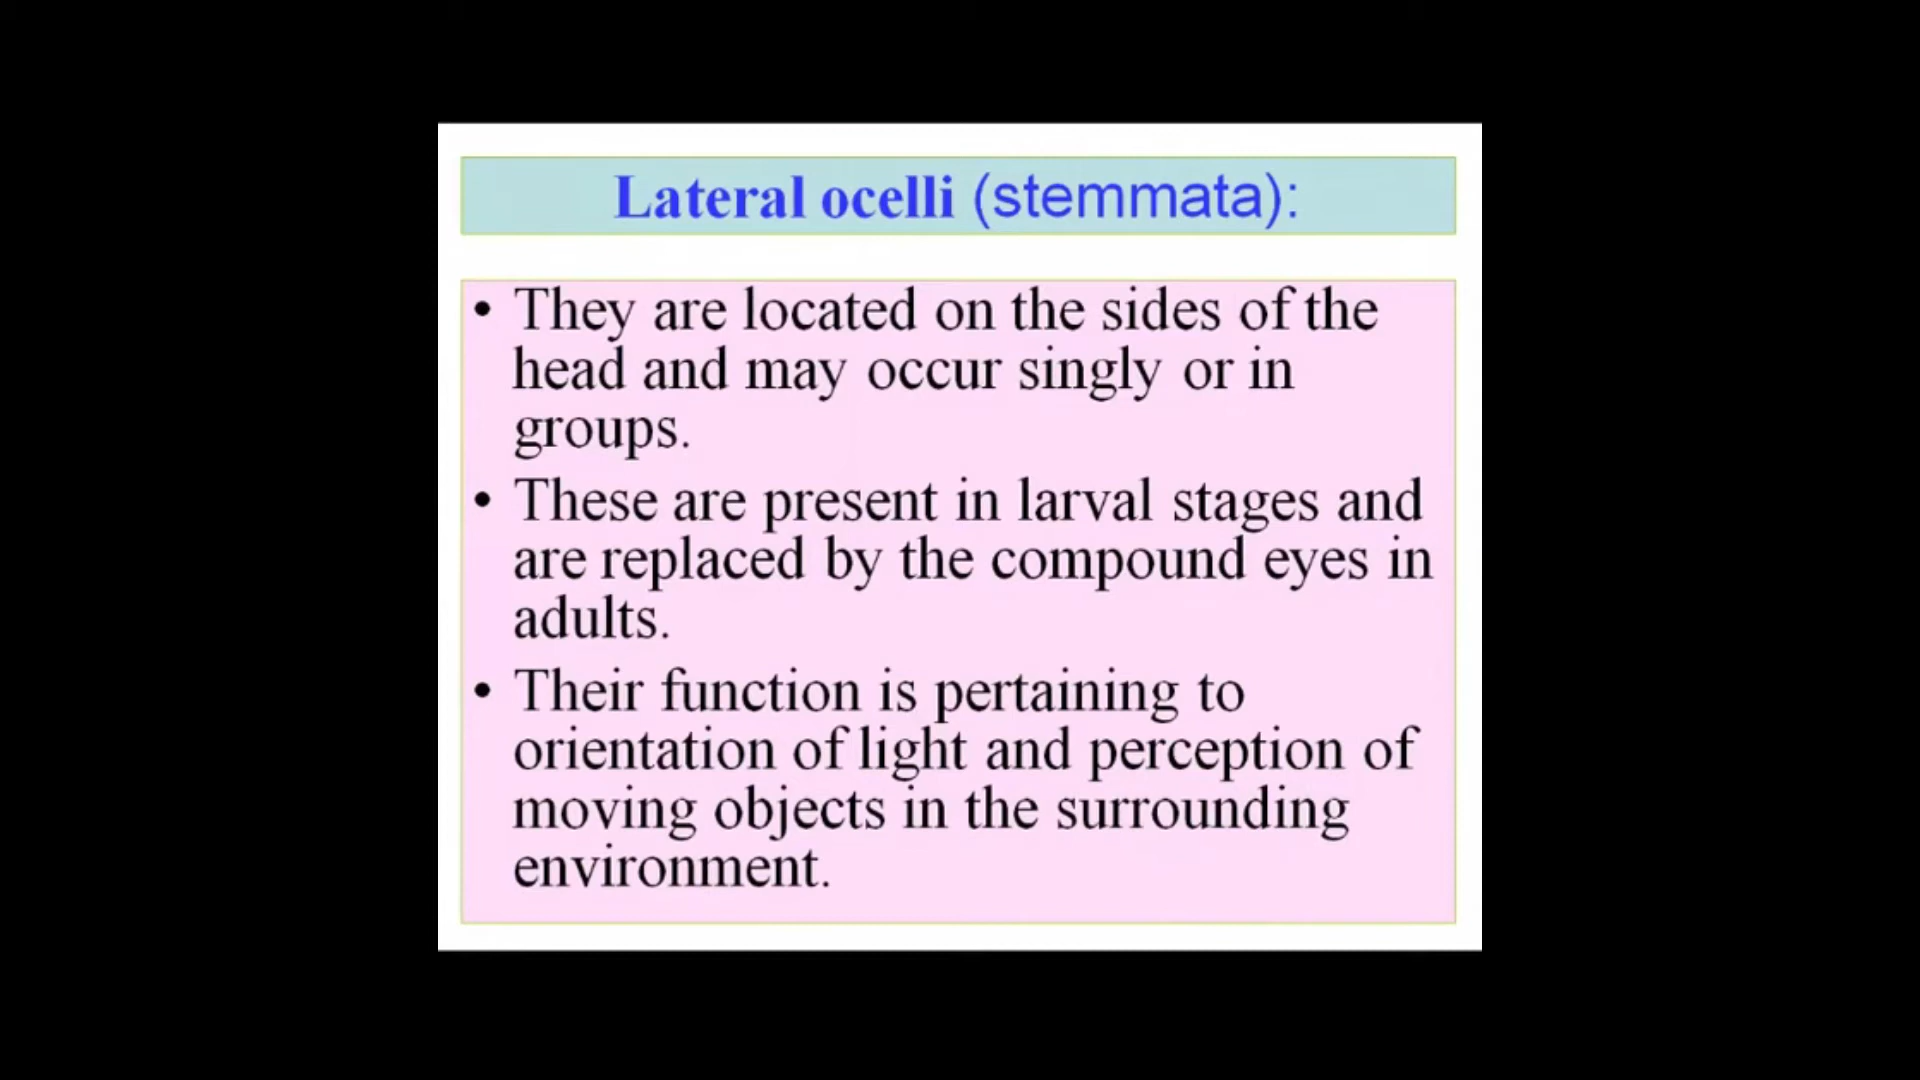 Lateral ocelli (stemmata):
• They are located on the sides of the
head and may occur singly or in
groups.
• These are present in larval stages and
are replaced by the compound eyes in
adults.
• Their function is pertaining to
orientation of light and perception of
moving objects in the surrounding
environment.